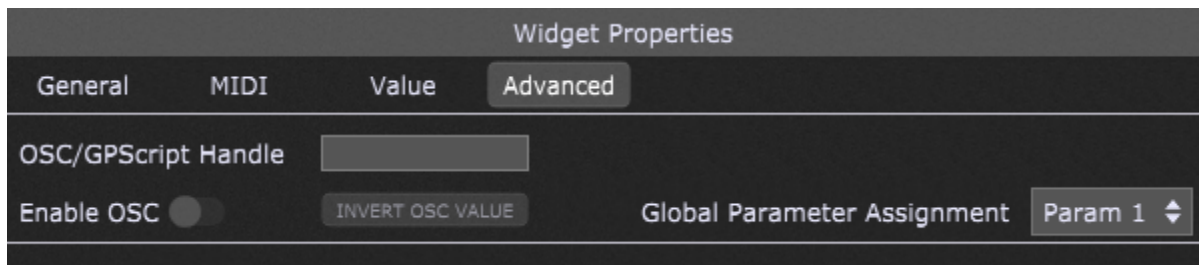 Widget Properties
General MIDI Value Advanced
OSC/GPScript Handle
Enable OSC INVERT OSC VALUE Global Parameter Assignment Param 1